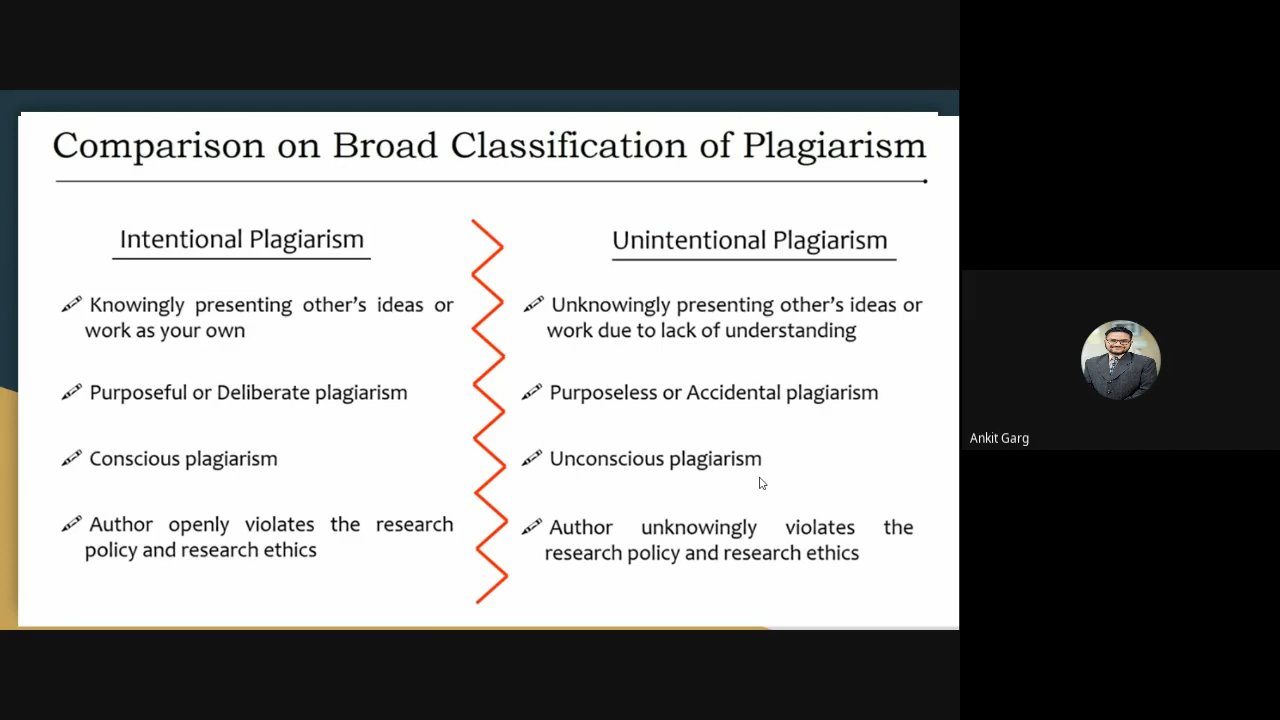 Comparison on Broad Classification of Plagiarism
Intentional Plagiarism
Knowingly presenting other's ideas or
work as your own
Purposeful or Deliberate plagiarism
Conscious plagiarism
Author openly violates the research
policy and research ethics
Unintentional Plagiarism
Unknowingly presenting other's ideas or
work due to lack of understanding
Purposeless or Accidental plagiarism
Unconscious plagiarism
Author unknowingly violates the
research policy and research ethics
Ankit Garg